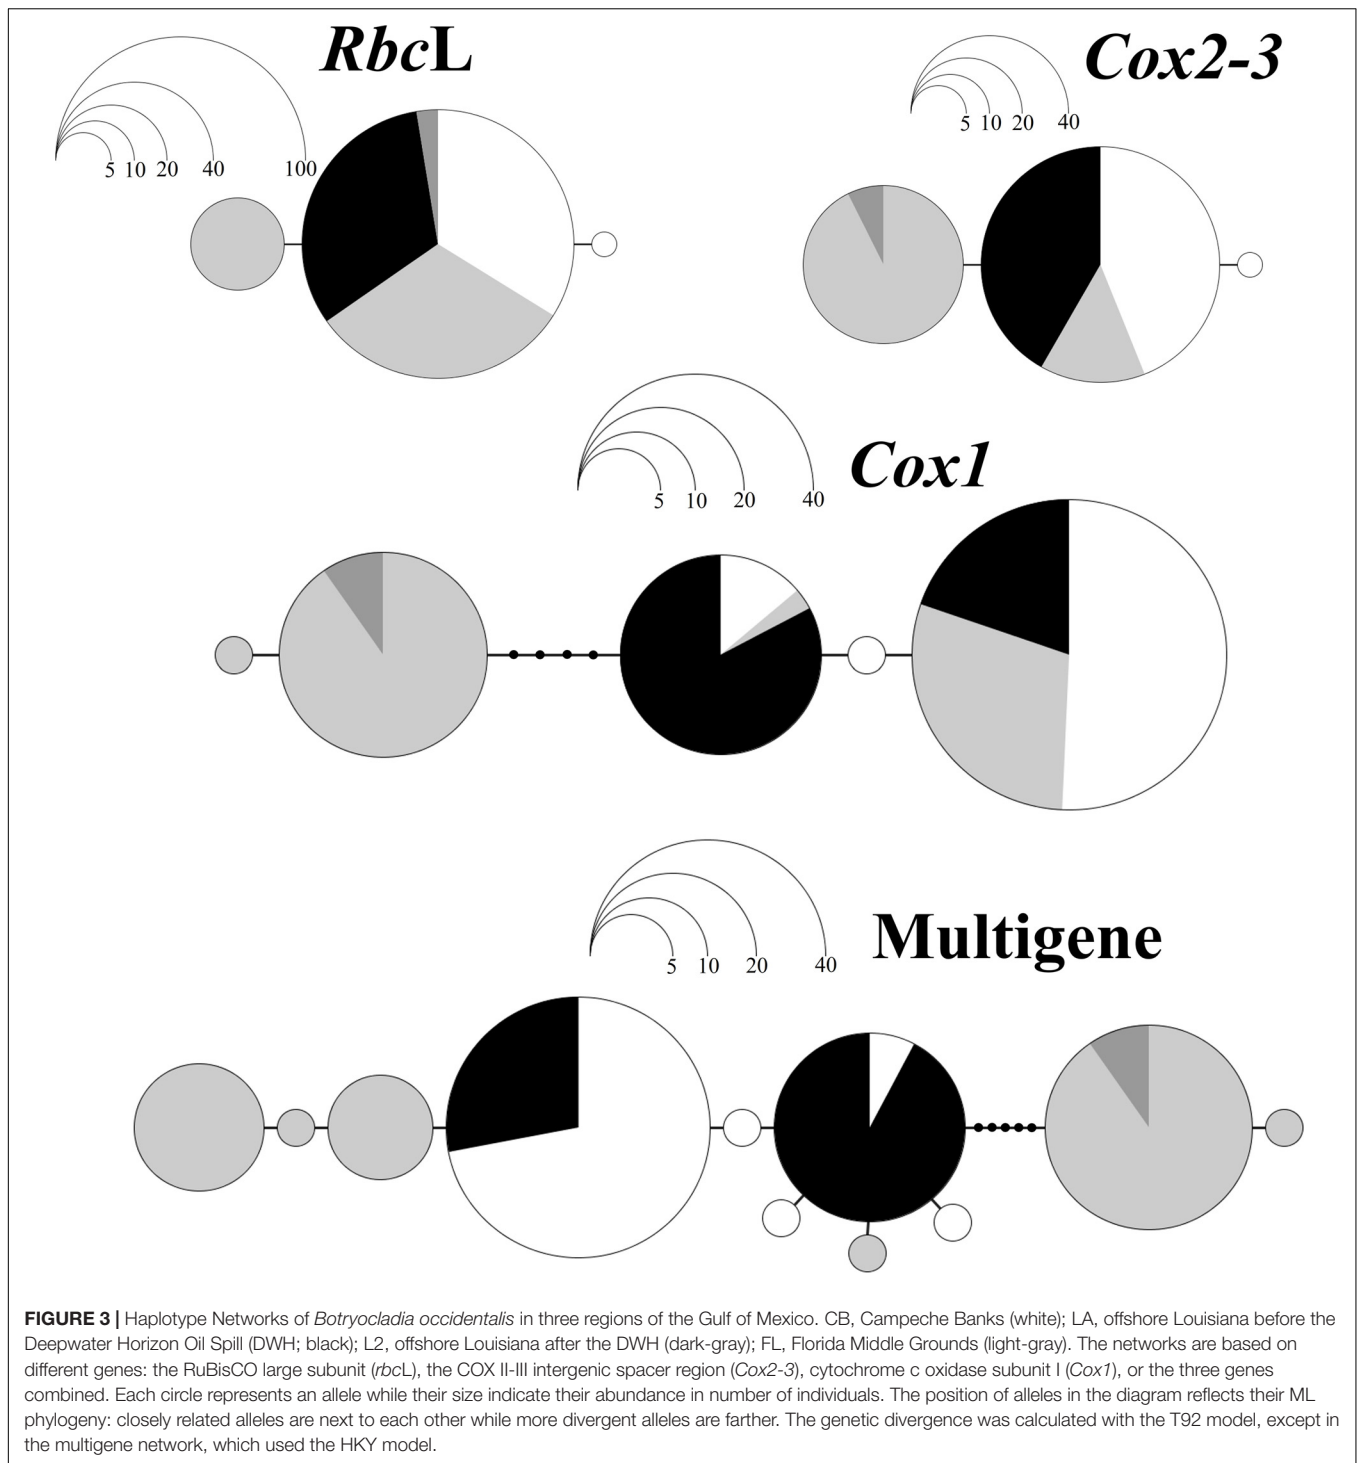 RbcL
5 10 20 40 100
Cox2-3
5 10 20 40
Cox1
5 10 20 40
Multigene
5 10 20 40
FIGURE 3 | Haplotype Networks of Botryocladia occidentalis in three regions of the Gulf of Mexico. CB, Campeche Banks (white); LA, offshore Louisiana before the
Deepwater Horizon Oil Spill (DWH; black); L2, offshore Louisiana after the DWH (dark-gray); FL, Florida Middle Grounds (light-gray). The networks are based on
different genes: the RuBisCO large subunit (rbcL), the COX II-III intergenic spacer region (Cox2-3), cytochrome c oxidase subunit I (Cox1), or the three genes
combined. Each circle represents an allele while their size indicate their abundance in number of individuals. The position of alleles in the diagram reflects their ML
phylogeny: closely related alleles are next to each other while more divergent alleles are farther. The genetic divergence was calculated with the T92 model, except in
the multigene network, which used the HKY model.